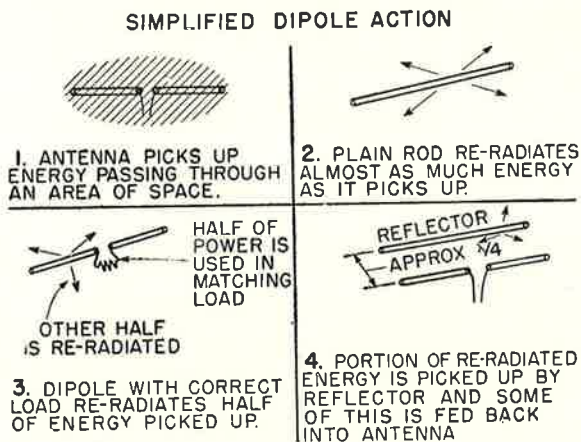 SIMPLIFIED DIPOLE ACTION
1. ANTENNA PICKS UP
ENERGY PASSING THROUGH
AN AREA OF SPACE.
2. PLAIN ROD RE-RADIATES
ALMOST AS MUCH ENERGY
AS IT PICKS UP.
HALF OF
POWER IS
USED IN
MATCHING
LOAD
OTHER HALF
IS RE-RADIATED
3. DIPOLE WITH CORRECT
LOAD RE-RADIATES HALF
OF ENERGY PICKED UP.
REFLECTOR
APPROX λ/4
4. PORTION OF RE-RADIATED
ENERGY IS PICKED UP BY
REFLECTOR AND SOME
OF THIS IS FED BACK
INTO ANTENNA